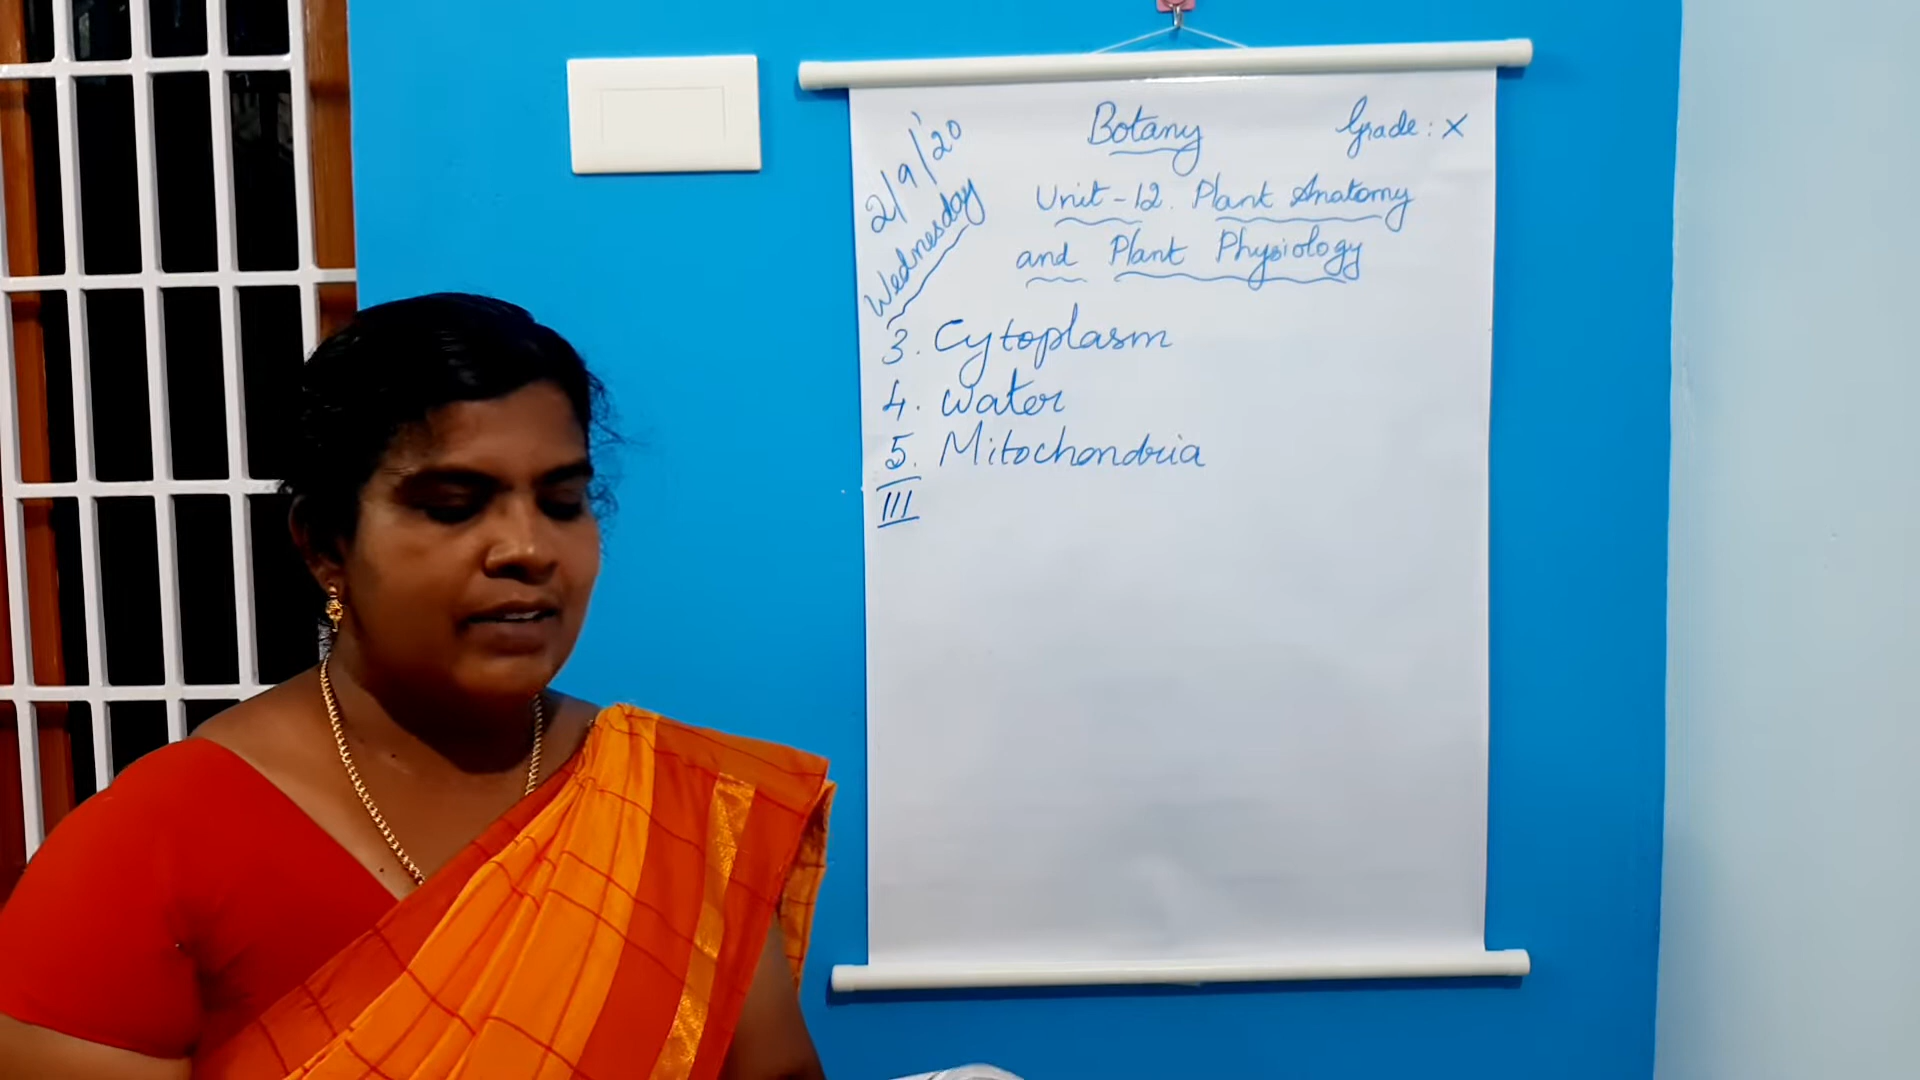 2/9/'20
Wednesday
Botany
Grade : X
Unit - 12. Plant Anatomy
and Plant Physiology
3. Cytoplasm
4. Water
5. Mitochondria
III